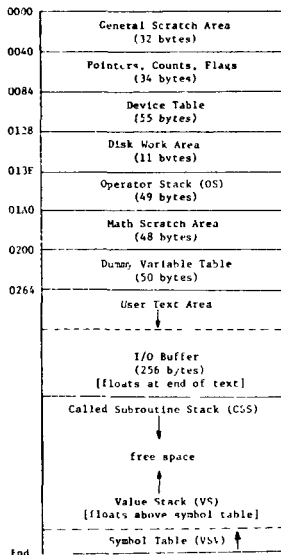 0000
General Scratch Area
(32 bytes)
0040
Pointers, Counts, Flags
(34 bytes)
0084
Device Table
(55 bytes)
0128
Disk Work Area
(11 bytes)
013E
Operator Stack (OS)
(49 bytes)
01A0
Math Scratch Area
(48 bytes)
0200
Dummy Variable Table
(50 bytes)
0264
User Text Area
I/O Buffer
(256 bytes)
[floats at end of text]
Called Subroutine Stack (CSS)
free space
Value Stack (VS)
[floats above symbol table]
Symbol Table
End